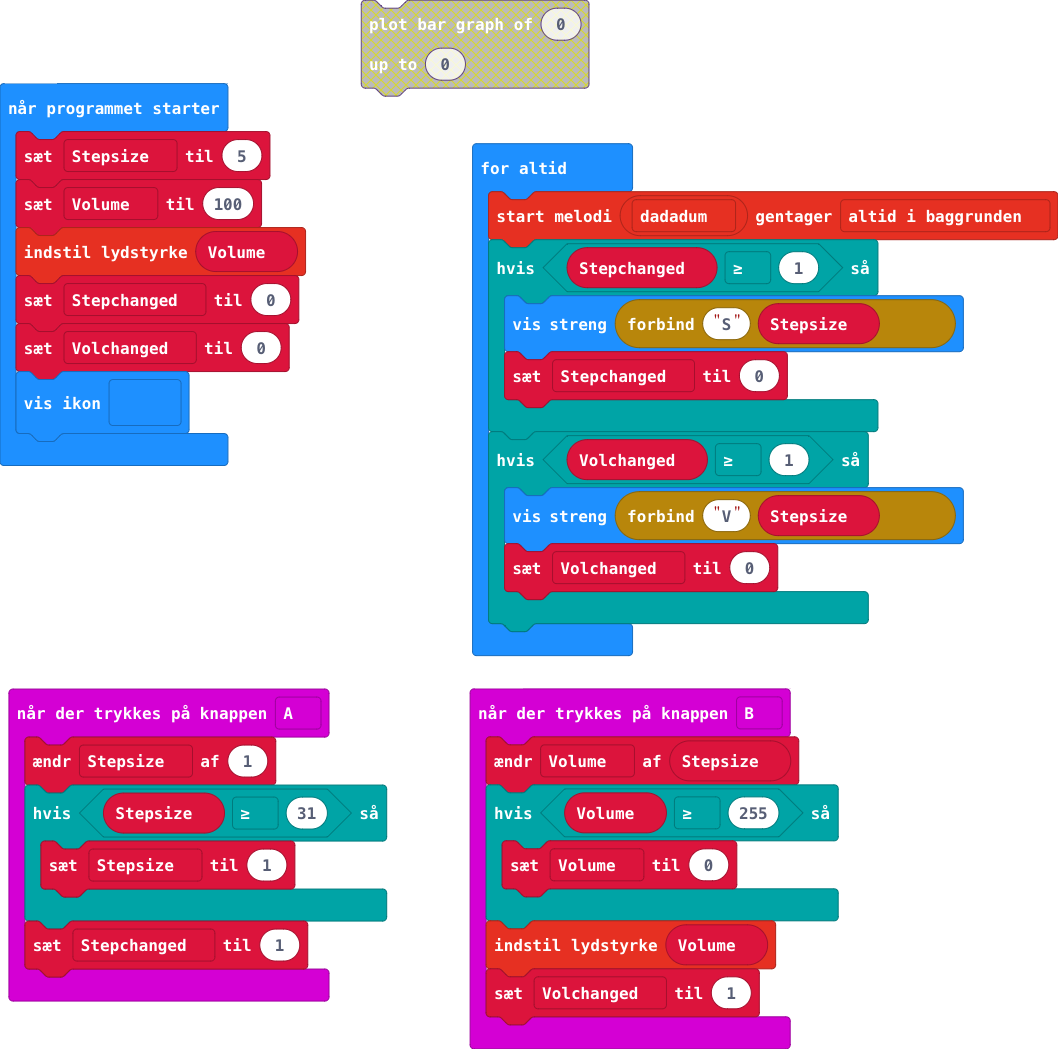 plot bar graph of 0
up to 0
når programmet starter
sæt Stepsize til 5
sæt Volume til 100
indstil lydstyrke Volume
sæt Stepchanged til 0
sæt Volchanged til 0
vis ikon
for altid
start melodi dadadum gentager altid i baggrunden
hvis Stepchanged ≥ 1 så
vis streng forbind "S" Stepsize
sæt Stepchanged til 0
hvis Volchanged ≥ 1 så
vis streng forbind "V" Stepsize
sæt Volchanged til 0
når der trykkes på knappen A
ændr Stepsize af 1
hvis Stepsize ≥ 31 så
sæt Stepsize til 1
sæt Stepchanged til 1
når der trykkes på knappen B
ændr Volume af Stepsize
hvis Volume ≥ 255 så
sæt Volume til 0
indstil lydstyrke Volume
sæt Volchanged til 1